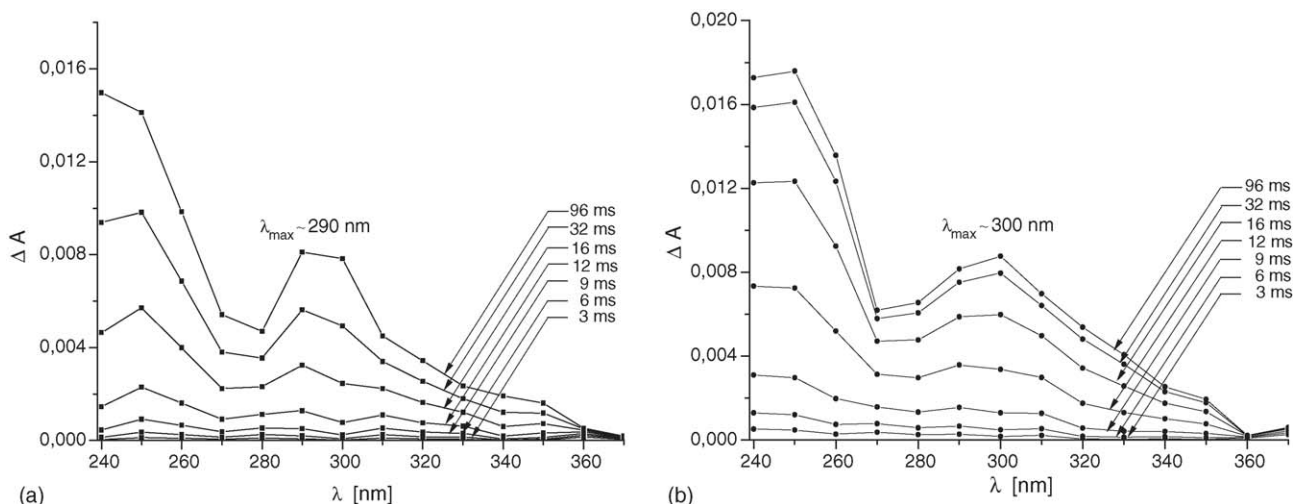 0,016
0,012
0,008
0,004
0,000
Δ A
λmax ~ 290 nm
96 ms
32 ms
16 ms
12 ms
9 ms
6 ms
3 ms
240 260 280 300 320 340 360
λ [nm]
(a)
0,020
0,016
0,012
0,008
0,004
0,000
Δ A
λmax ~ 300 nm
96 ms
32 ms
16 ms
12 ms
9 ms
6 ms
3 ms
240 260 280 300 320 340 360
λ [nm]
(b)